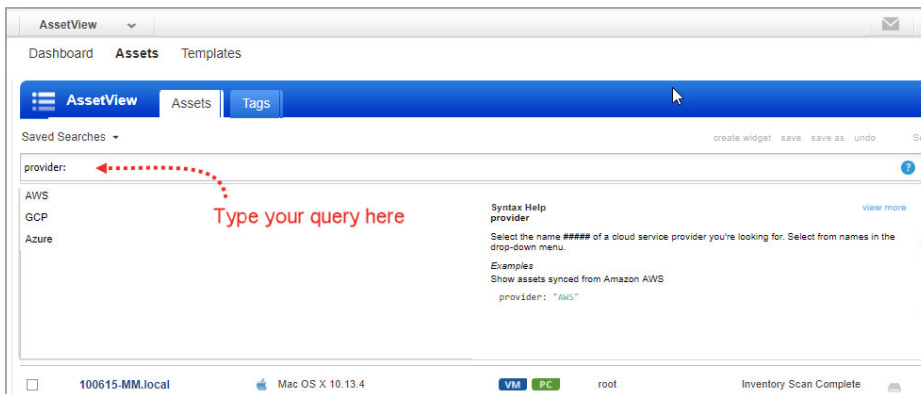 AssetView
Dashboard Assets Templates
AssetView Assets Tags
Saved Searches create widget save save as undo
provider:
?
AWS
GCP
Azure
Type your query here
Syntax Help view more
provider
Select the name ##### of a cloud service provider you're looking for. Select from names in the
drop-down menu.
Examples
Show assets synced from Amazon AWS
provider: "AWS"
100615-MM.local Mac OS X 10.13.4 VM PC root Inventory Scan Complete